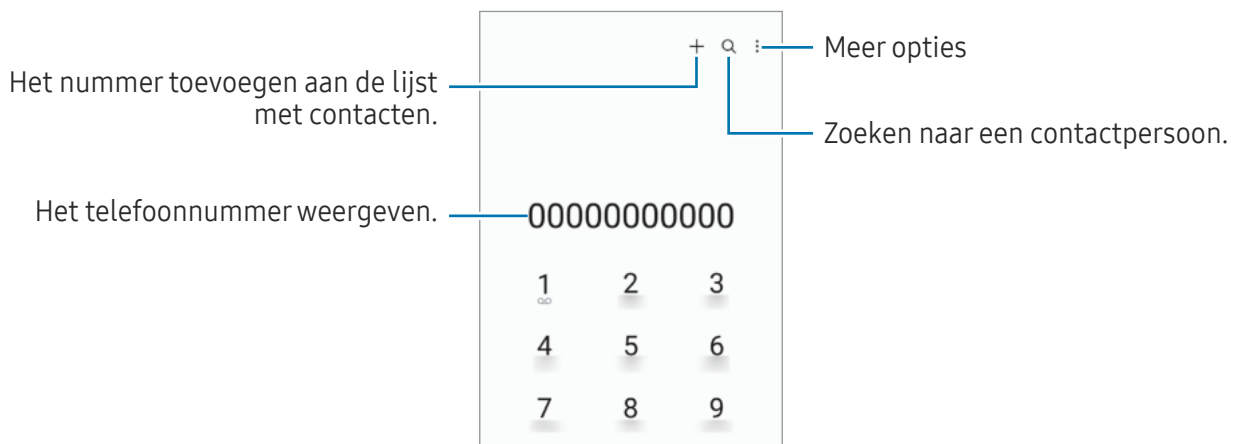 Meer opties
Het nummer toevoegen aan de lijst
met contacten.
Zoeken naar een contactpersoon.
Het telefoonnummer weergeven.
00000000000
1 2 3
4 5 6
7 8 9